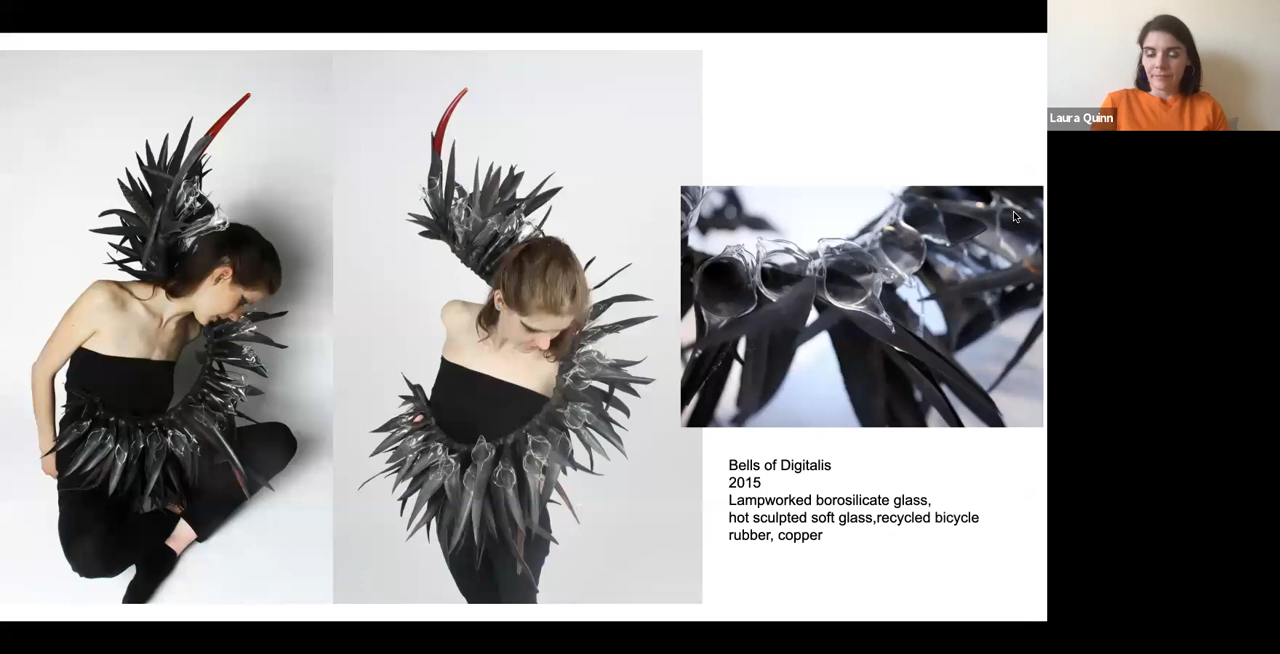 Laura Quinn
Bells of Digitalis
2015
Lampworked borosilicate glass,
hot sculpted soft glass,recycled bicycle
rubber, copper